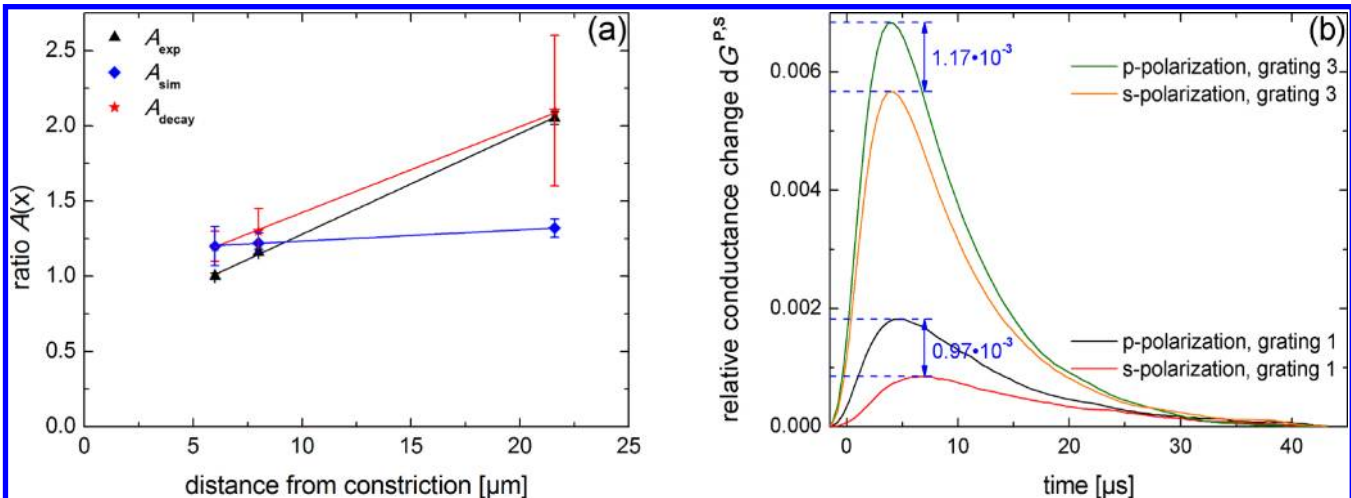 (a)
A_exp
A_sim
A_decay
ratio A(x)
2.5
2.0
1.5
1.0
0.5
0.0
0 5 10 15 20 25
distance from constriction [µm]
(b)
relative conductance change dG^P,S
0.006
0.004
0.002
0.000
1.17•10^-3
p-polarization, grating 3
s-polarization, grating 3
0.97•10^-3
p-polarization, grating 1
s-polarization, grating 1
0 10 20 30 40
time [µs]